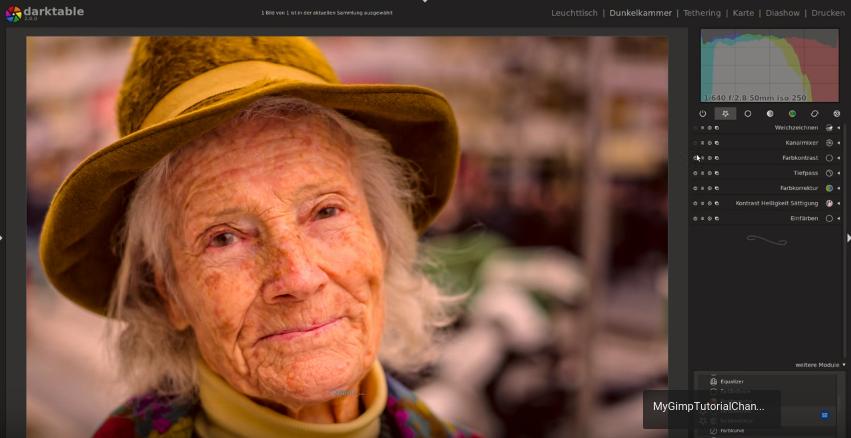 darktable
2.0.0
1 Bild von 1 ist in der aktuellen Sammlung ausgewählt
Leuchttisch | Dunkelkammer | Tethering | Karte | Diashow | Drucken
1/640 f/2.8 50mm iso 250
Weichzeichnen
Kanalmixer
Farbkontrast
Tiefpass
Farbkorrektur
Kontrast Helligkeit Sättigung
Einfärben
weitere Module
Equalizer
MyGimpTutorialChan...
Farbkurve